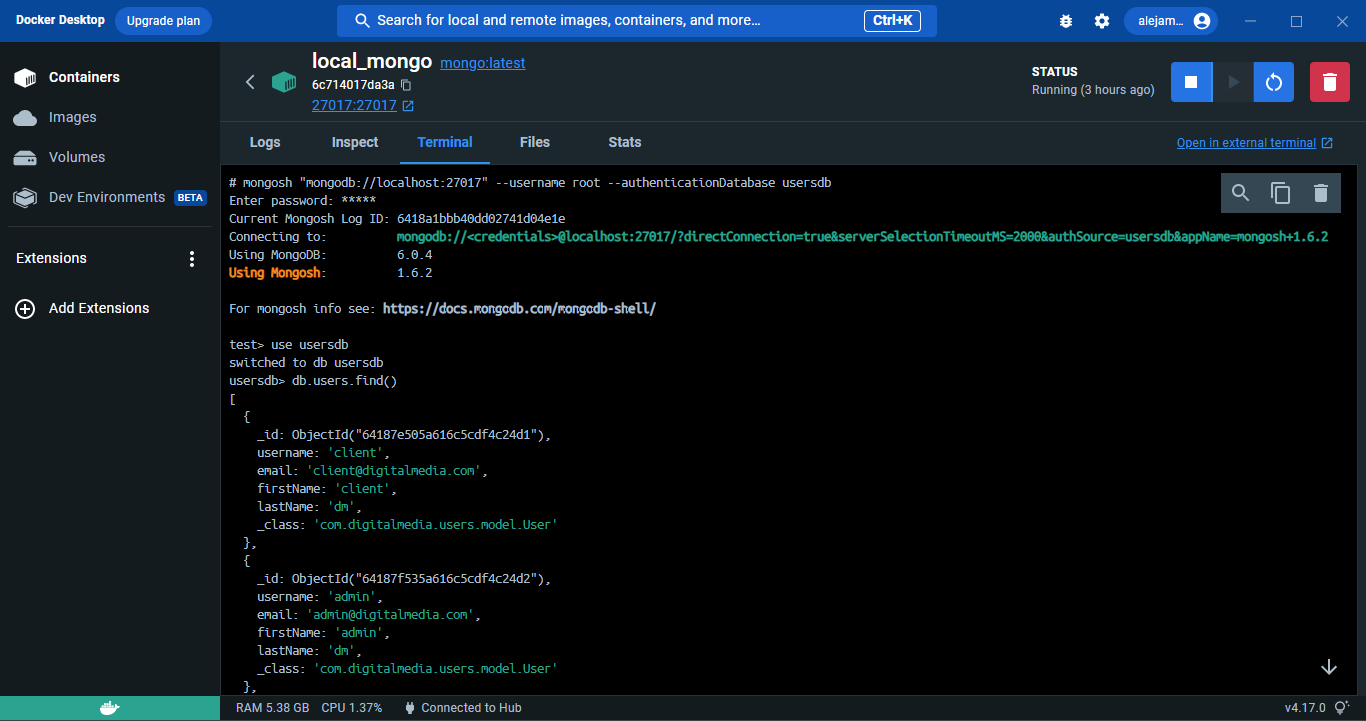 Docker Desktop
Upgrade plan
Search for local and remote images, containers, and more...
Ctrl+K
alejam...
Containers
Images
Volumes
Dev Environments BETA
Extensions
Add Extensions
local_mongo mongo:latest
6c714017da3a
27017:27017
STATUS
Running (3 hours ago)
Logs Inspect Terminal Files Stats
Open in external terminal
# mongosh "mongodb://localhost:27017" --username root --authenticationDatabase usersdb
Enter password: *****
Current Mongosh Log ID: 6418a1bbb40dd02741d04e1e
Connecting to: mongodb://<credentials>@localhost:27017/?directConnection=true&serverSelectionTimeoutMS=2000&authSource=usersdb&appName=mongosh+1.6.2
Using MongoDB: 6.0.4
Using Mongosh: 1.6.2
For mongosh info see: https://docs.mongodb.com/mongodb-shell/
test> use usersdb
switched to db usersdb
usersdb> db.users.find()
[
{
_id: ObjectId("64187e505a616c5cdf4c24d1"),
username: 'client',
email: 'client@digitalmedia.com',
firstName: 'client',
lastName: 'dm',
_class: 'com.digitalmedia.users.model.User'
},
{
_id: ObjectId("64187f535a616c5cdf4c24d2"),
username: 'admin',
email: 'admin@digitalmedia.com',
firstName: 'admin',
lastName: 'dm',
_class: 'com.digitalmedia.users.model.User'
},
RAM 5.38 GB CPU 1.37% Connected to Hub
v4.17.0